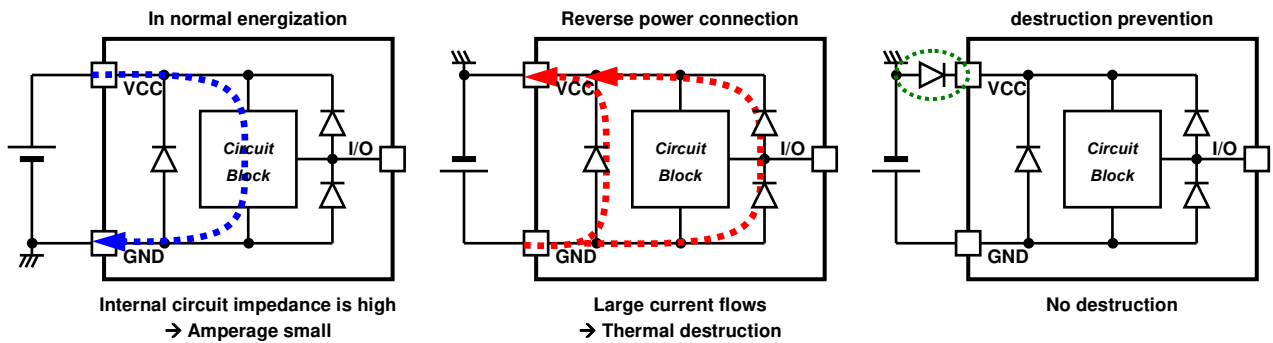 In normal energization
VCC
Circuit
Block
I/O
GND
Internal circuit impedance is high
→ Amperage small
Reverse power connection
VCC
Circuit
Block
I/O
GND
Large current flows
→ Thermal destruction
destruction prevention
VCC
Circuit
Block
I/O
GND
No destruction